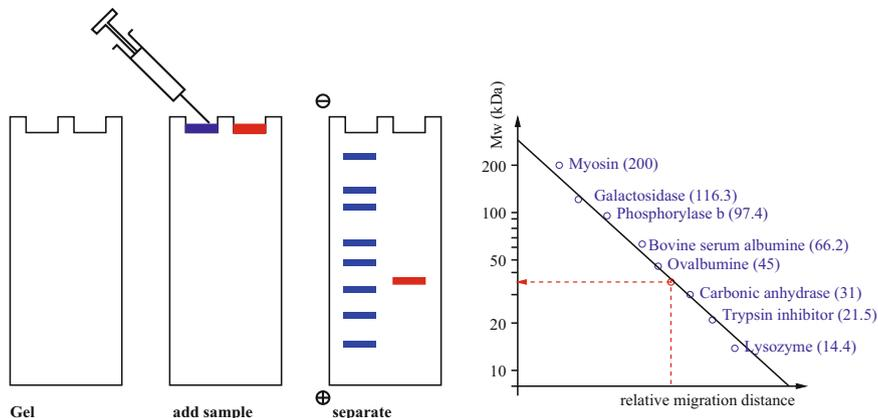 ⊖
⊕
Gel
add sample
separate
Mw (kDa)
200
100
50
20
10
Myosin (200)
Galactosidase (116.3)
Phosphorylase b (97.4)
Bovine serum albumine (66.2)
Ovalbumine (45)
Carbonic anhydrase (31)
Trypsin inhibitor (21.5)
Lysozyme (14.4)
relative migration distance